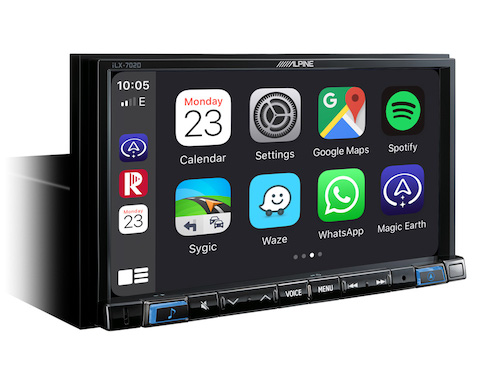 iLX-702D
ALPINE
10:05
E
Monday
23
Calendar
Settings
G
Google Maps
Spotify
R
Monday
23
Sygic
Waze
WhatsApp
Magic Earth
VOICE
MENU